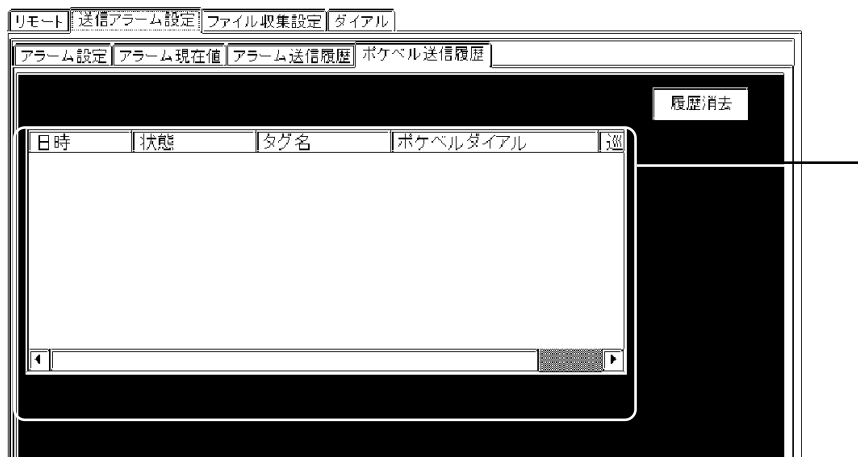 リモート 送信アラーム設定 ファイル収集設定 ダイアル
アラーム設定 アラーム現在値 アラーム送信履歴 ポケベル送信履歴
履歴消去
日時 状態 タグ名 ポケベルダイアル 巡